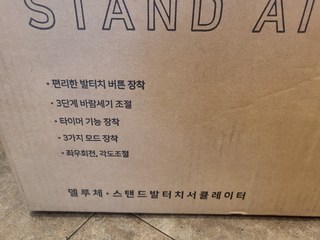 STAND AI
· 편리한 발터치 버튼 장착
· 3단계 바람세기 조절
· 타이머 기능 장착
· 3가지 모드 장착
· 좌우회전, 각도조절
델루체 · 스탠드발터치서큘레이터